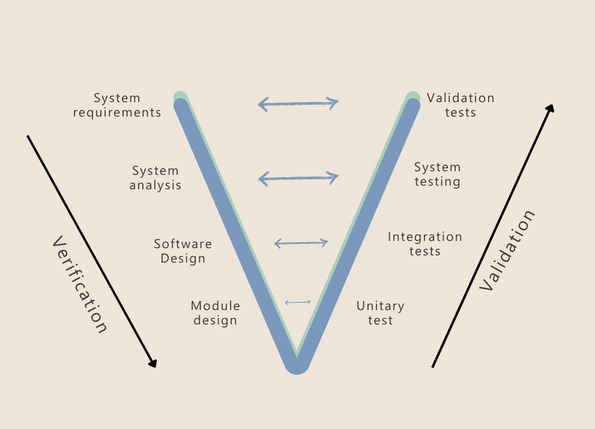 System
requirements
Validation
tests
System
analysis
System
testing
Software
Design
Integration
tests
Module
design
Unitary
test
Verification
Validation